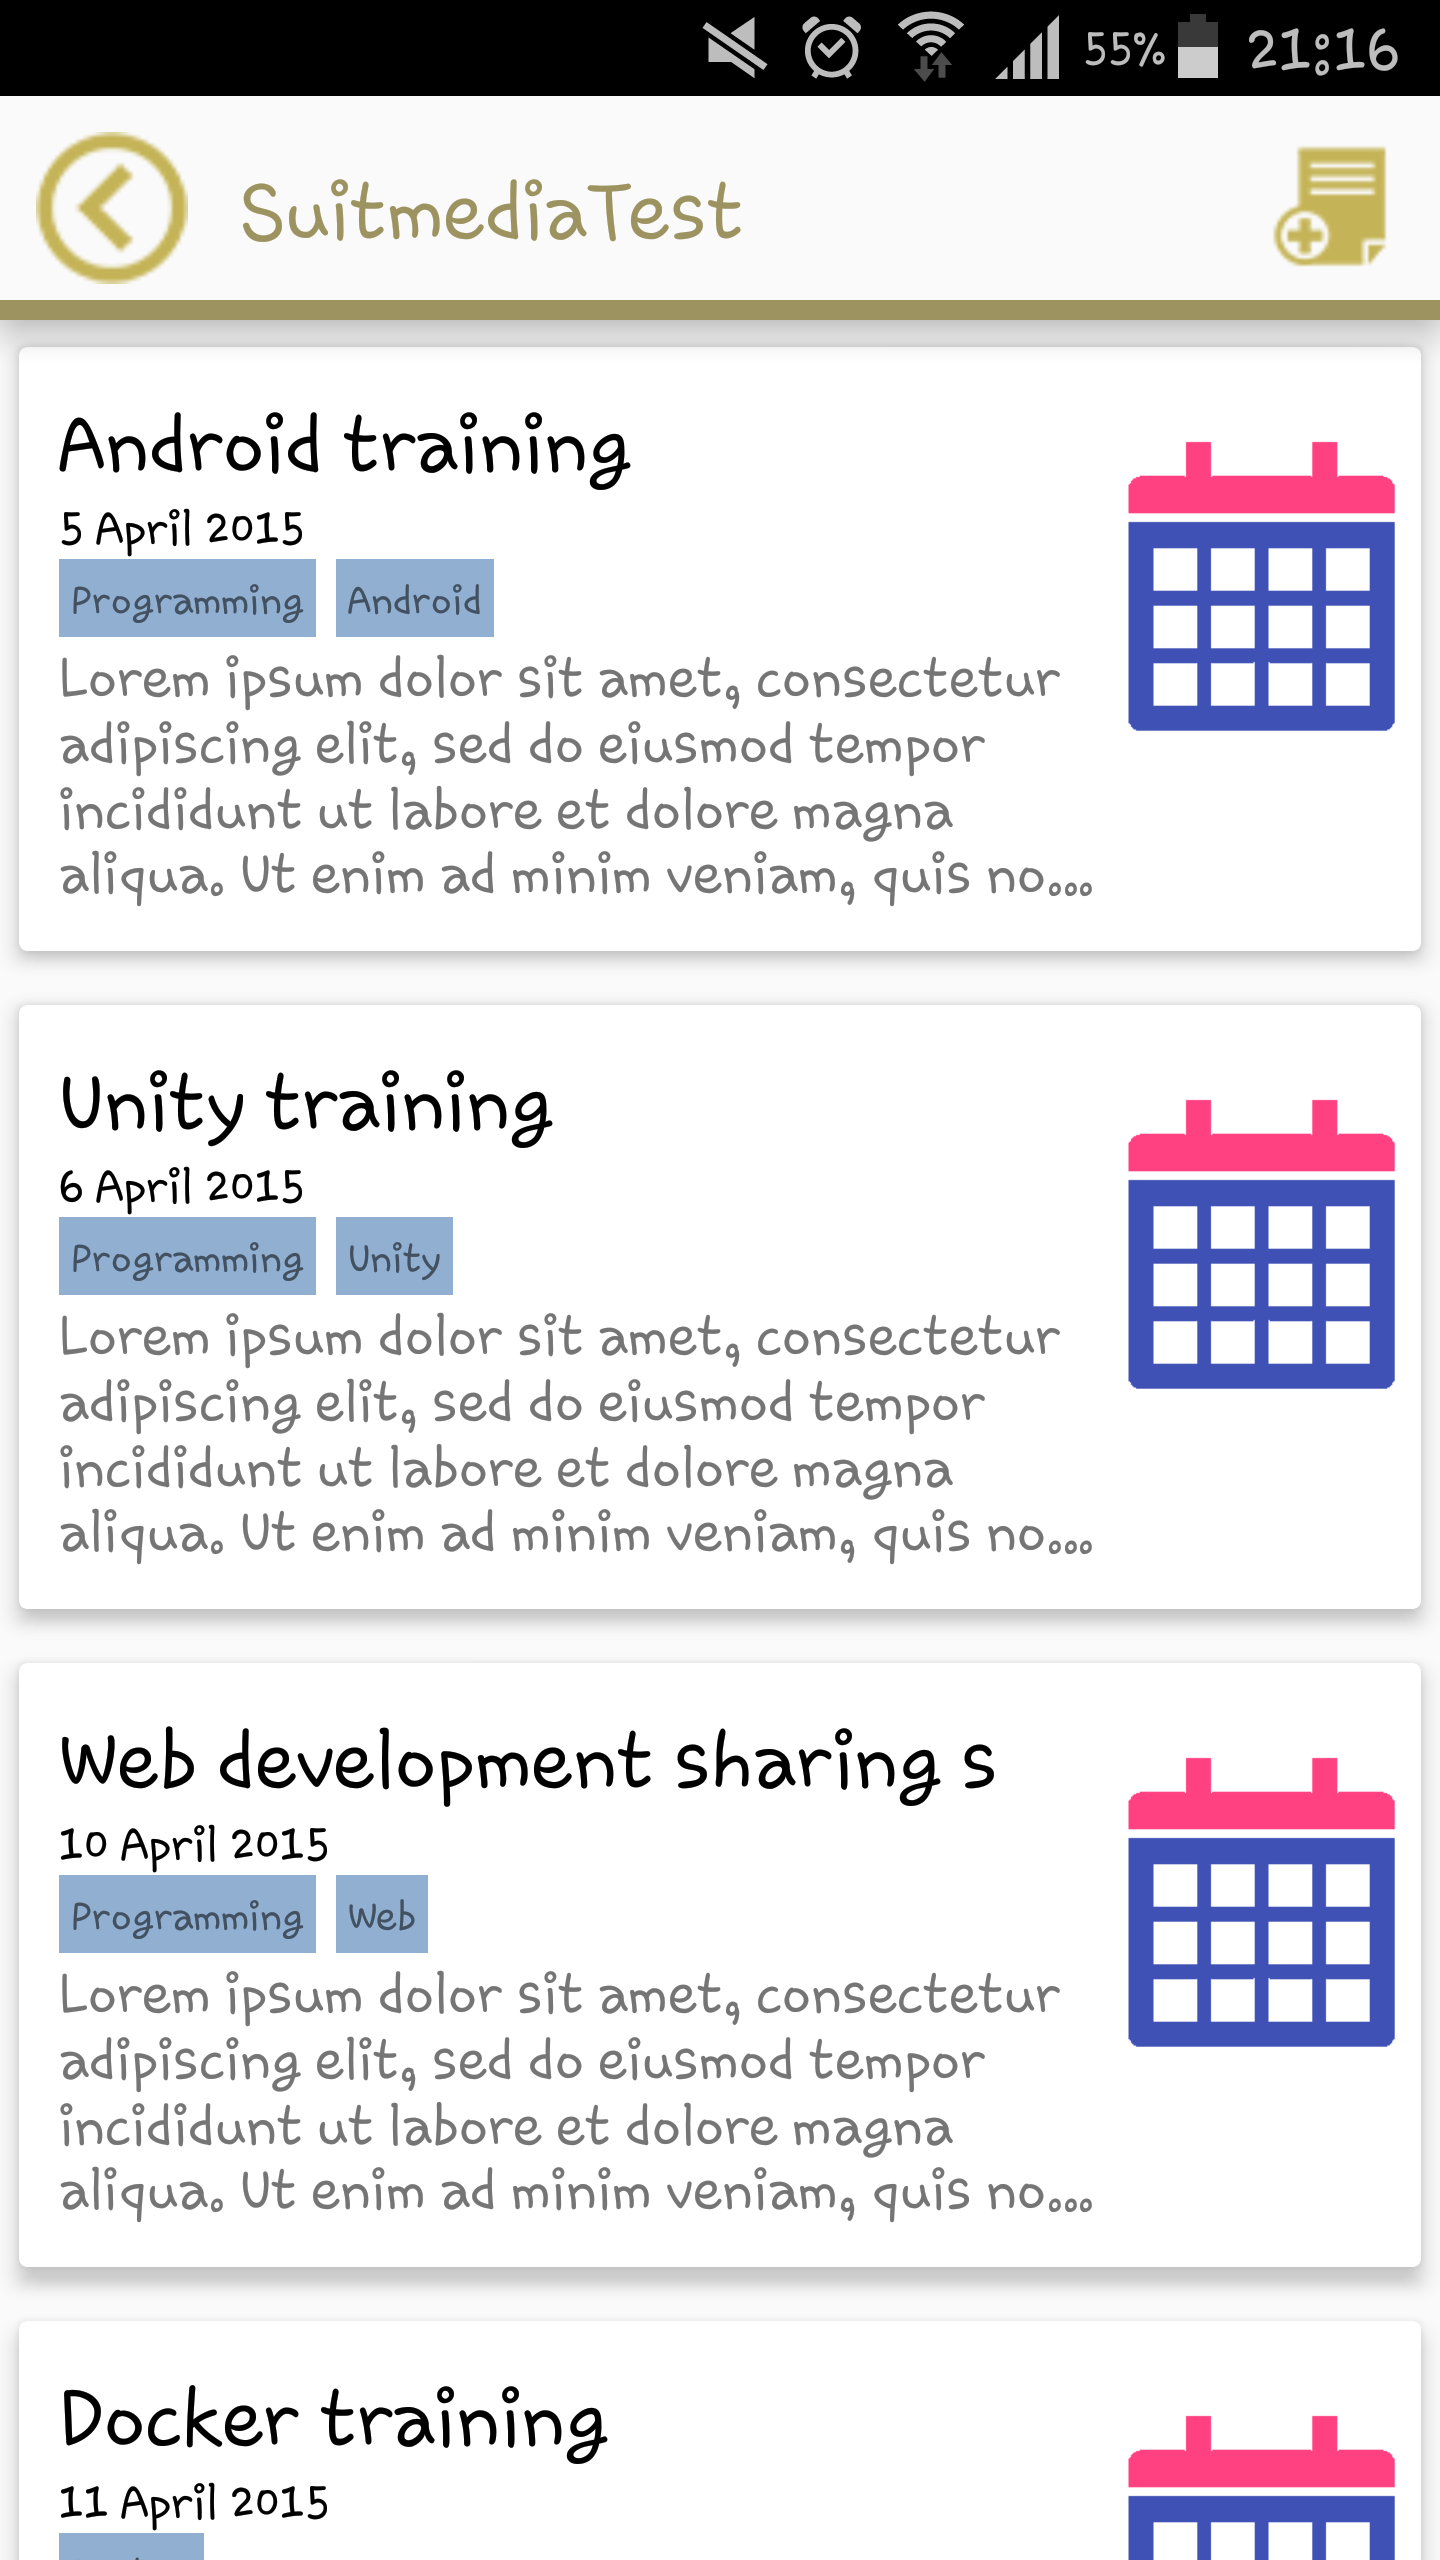 55% 21:16
SuitmediaTest
Android training
5 April 2015
Programming Android
Lorem ipsum dolor sit amet, consectetur
adipiscing elit, sed do eiusmod tempor
incididunt ut labore et dolore magna
aliqua. Ut enim ad minim veniam, quis no...
Unity training
6 April 2015
Programming Unity
Lorem ipsum dolor sit amet, consectetur
adipiscing elit, sed do eiusmod tempor
incididunt ut labore et dolore magna
aliqua. Ut enim ad minim veniam, quis no...
Web development sharing s
10 April 2015
Programming Web
Lorem ipsum dolor sit amet, consectetur
adipiscing elit, sed do eiusmod tempor
incididunt ut labore et dolore magna
aliqua. Ut enim ad minim veniam, quis no...
Docker training
11 April 2015